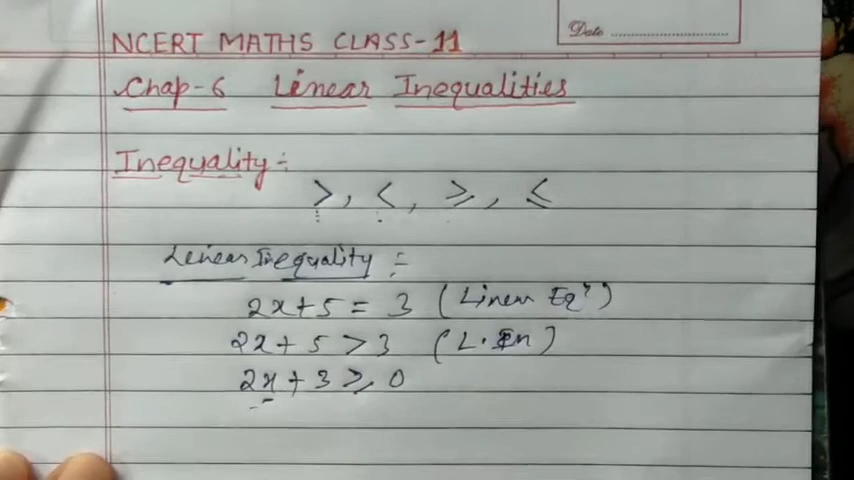 Date
NCERT MATHS CLASS-11
Chap-6 Linear Inequalities
Inequality :-
>, <, ≥, ≤
Linear Inequality :-
2x+5 = 3 (Linear Eqⁿ)
2x+5 > 3 (L. In)
2x+3 ≥ 0